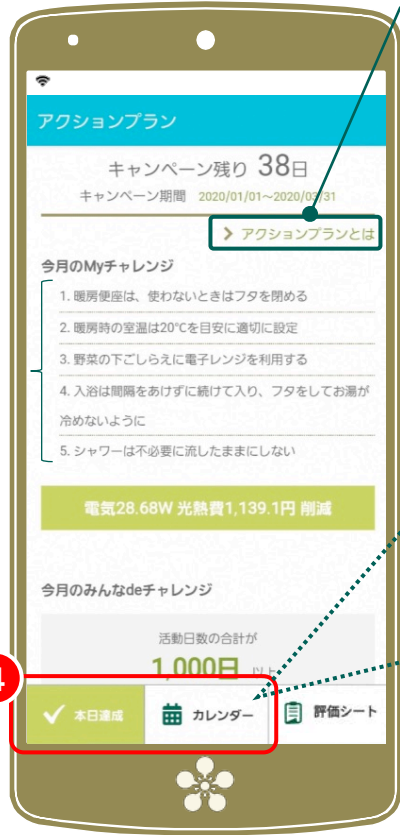 アクションプラン
キャンペーン残り 38日
キャンペーン期間 2020/01/01~2020/03/31
アクションプランとは
今月のMyチャレンジ
1. 暖房便座は、使わないときはフタを閉める
2. 暖房時の室温は20℃を目安に適切に設定
3. 野菜の下ごしらえに電子レンジを利用する
4. 入浴は間隔をあけずに続けて入り、フタをしてお湯が
冷めないように
5. シャワーは不必要に流したままにしない
電気28.68W 光熱費1,139.1円 削減
今月のみんなdeチャレンジ
活動日数の合計が
1,000日 以上
4
本日達成 カレンダー 評価シート